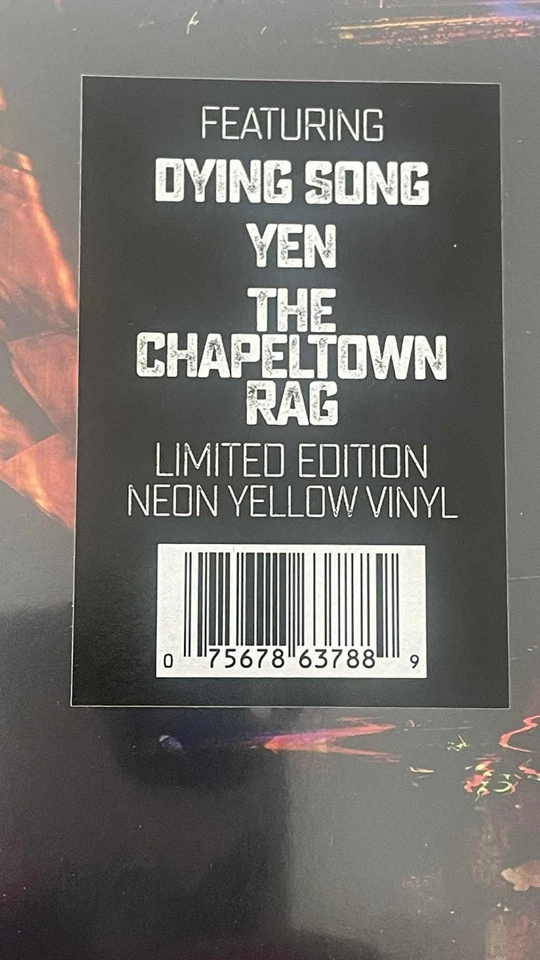 FEATURING
DYING SONG
YEN
THE
CHAPELTOWN
RAG
LIMITED EDITION
NEON YELLOW VINYL
0 75678 63788 9